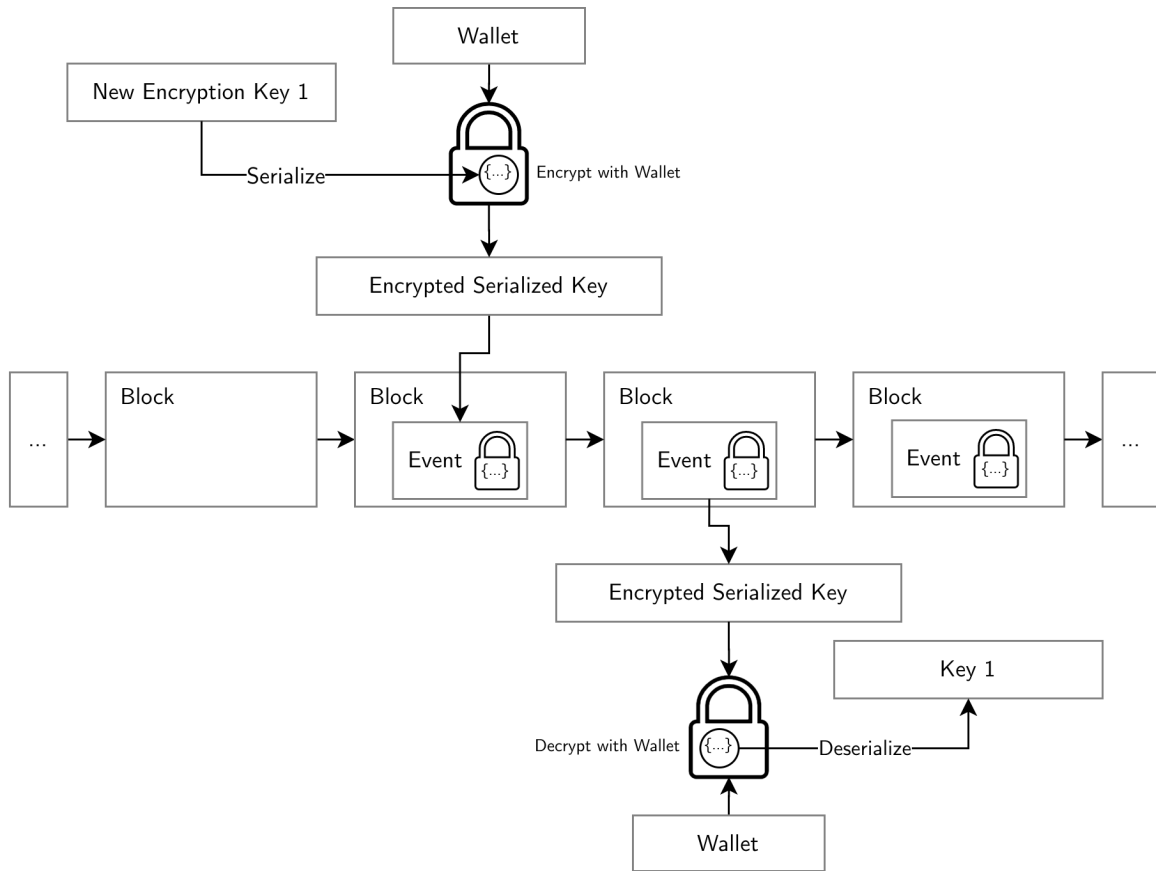 Wallet
New Encryption Key 1
Serialize
{...}
Encrypt with Wallet
Encrypted Serialized Key
...
Block
Block
Block
Block
...
Event
{...}
Event
{...}
Event
{...}
Encrypted Serialized Key
Key 1
Decrypt with Wallet
{...}
Deserialize
Wallet